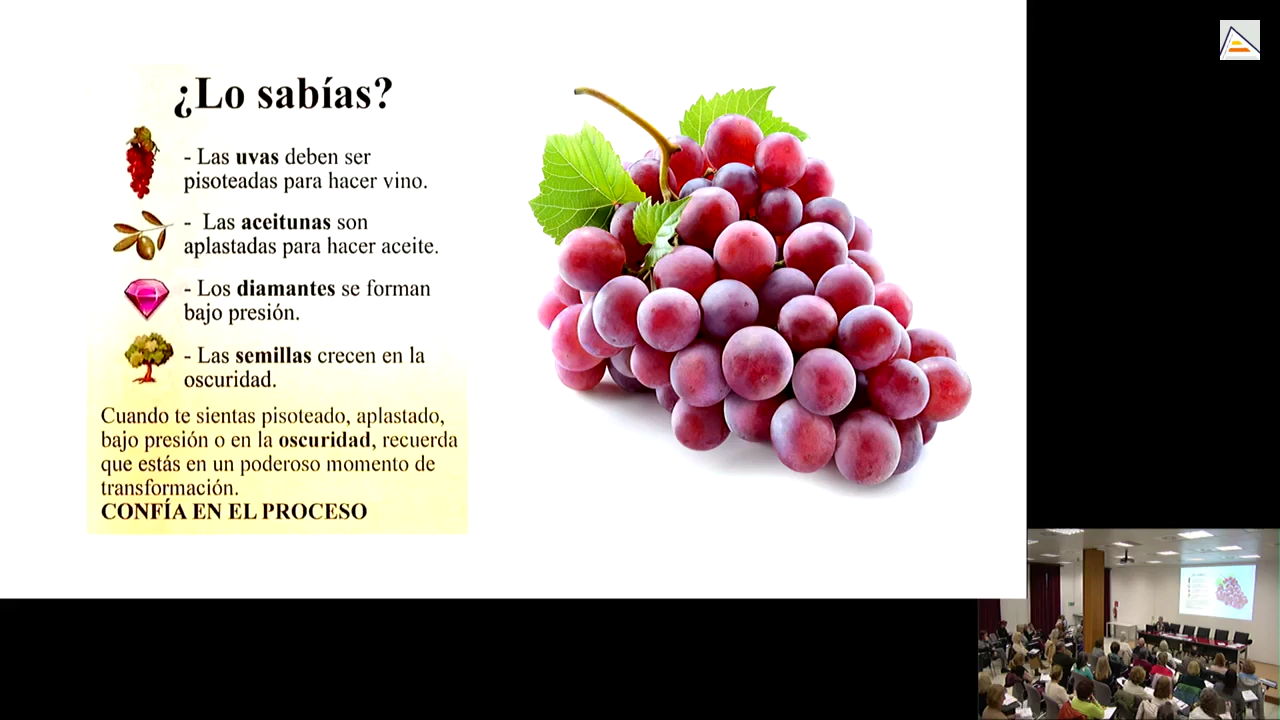 ¿Lo sabías?
- Las uvas deben ser
pisoteadas para hacer vino.
- Las aceitunas son
aplastadas para hacer aceite.
- Los diamantes se forman
bajo presión.
- Las semillas crecen en la
oscuridad.
Cuando te sientas pisoteado, aplastado,
bajo presión o en la oscuridad, recuerda
que estás en un poderoso momento de
transformación.
CONFÍA EN EL PROCESO